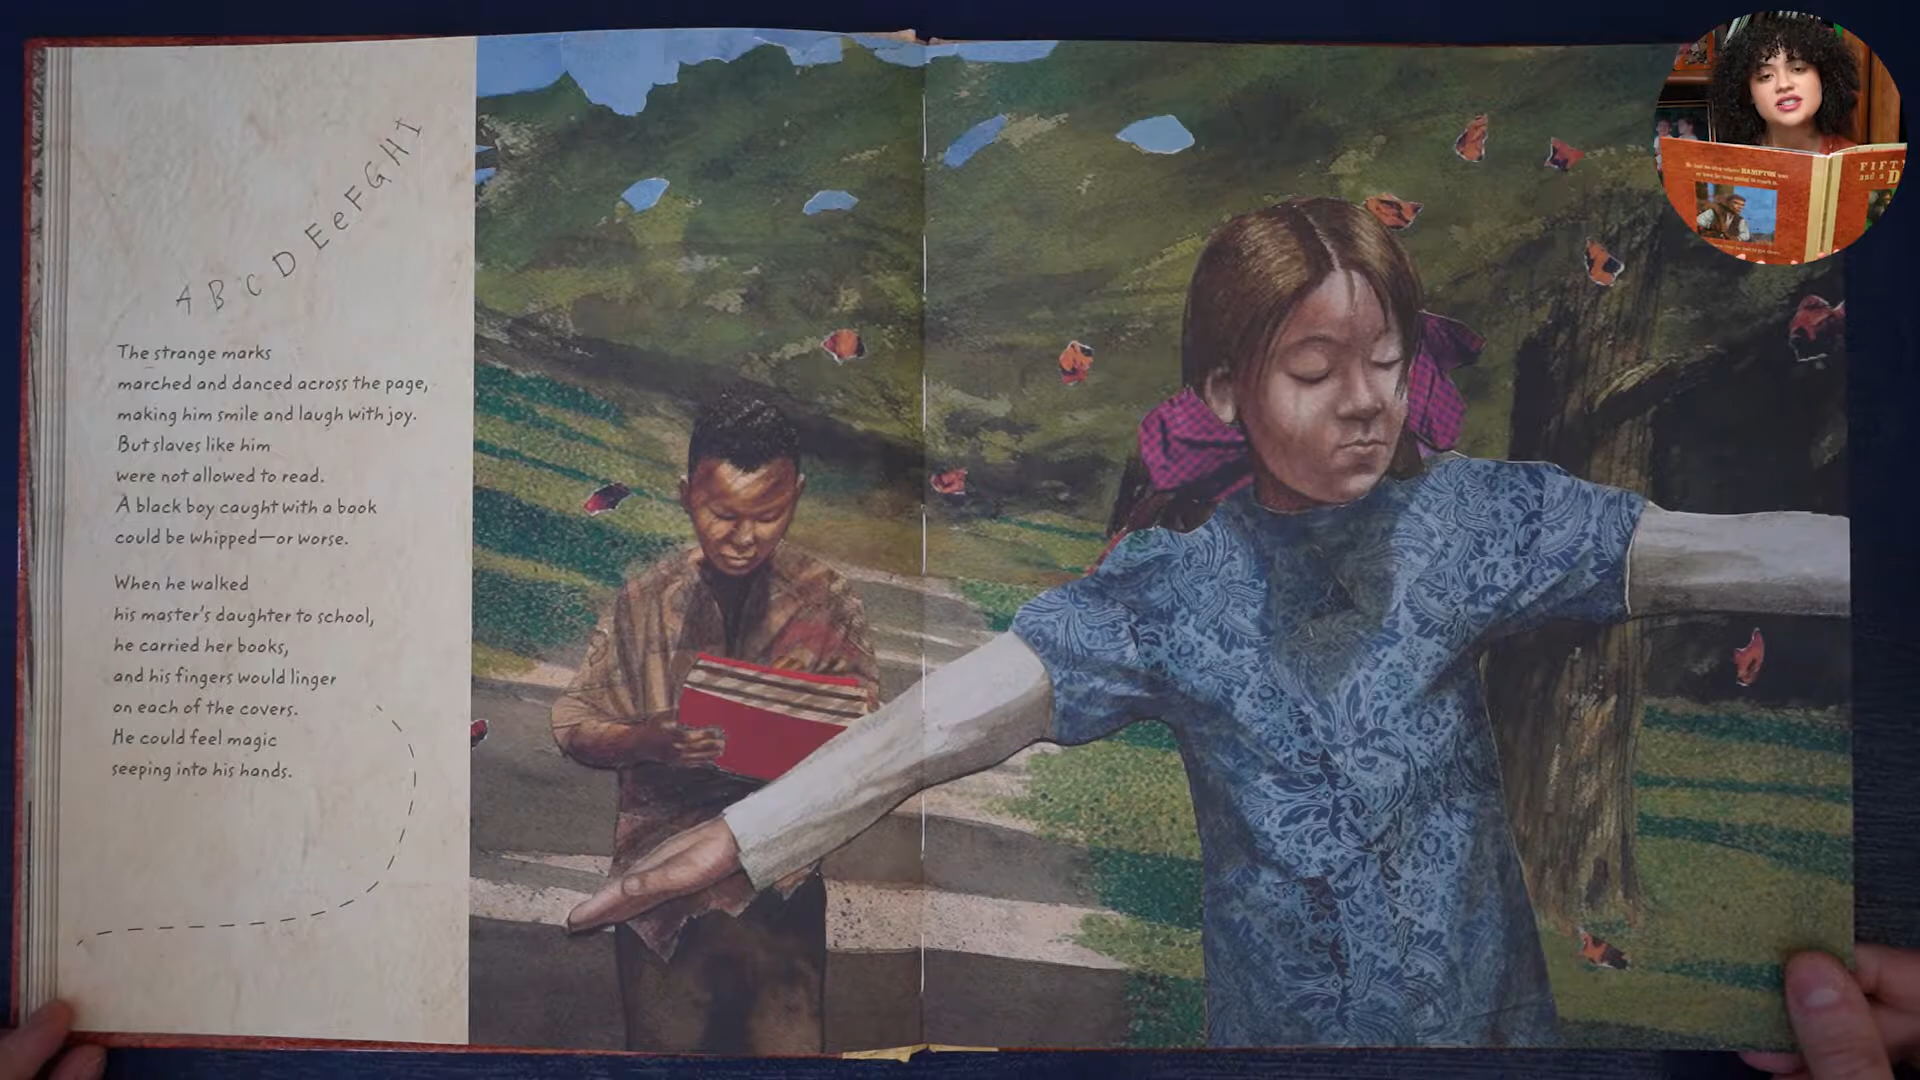 A B C D E e F G H I
The strange marks
marched and danced across the page,
making him smile and laugh with joy.
But slaves like him
were not allowed to read.
A black boy caught with a book
could be whipped—or worse.
When he walked
his master's daughter to school,
he carried her books,
and his fingers would linger
on each of the covers.
He could feel magic
seeping into his hands.
HAMPTON
FIFT
and a D